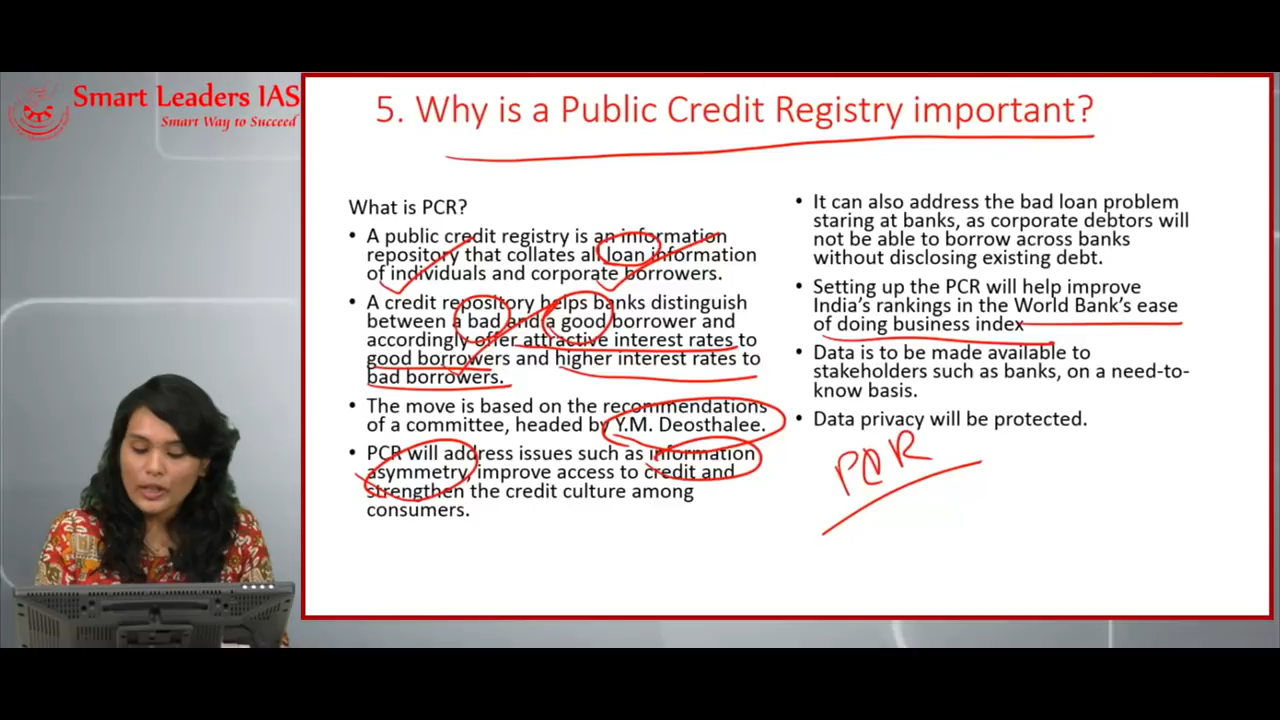 Smart Leaders IAS
Smart Way to Succeed
5. Why is a Public Credit Registry important?
What is PCR?
• A public credit registry is an information
repository that collates all loan information
of individuals and corporate borrowers.
• A credit repository helps banks distinguish
between a bad and a good borrower and
accordingly offer attractive interest rates to
good borrowers and higher interest rates to
bad borrowers.
• The move is based on the recommendations
of a committee, headed by Y.M. Deosthalee.
• PCR will address issues such as information
asymmetry, improve access to credit and
strengthen the credit culture among
consumers.
• It can also address the bad loan problem
staring at banks, as corporate debtors will
not be able to borrow across banks
without disclosing existing debt.
• Setting up the PCR will help improve
India's rankings in the World Bank's ease
of doing business index
• Data is to be made available to
stakeholders such as banks, on a need-to-
know basis.
• Data privacy will be protected.
PCR